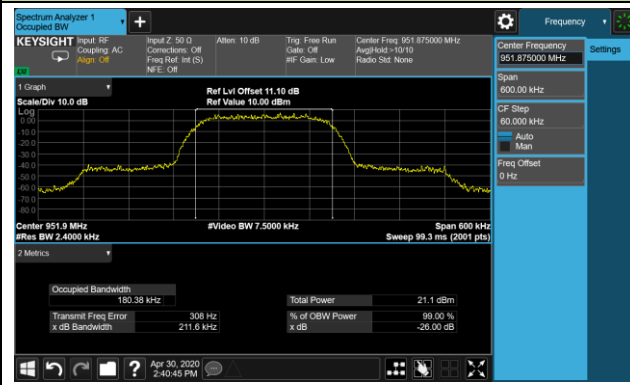 Spectrum Analyzer 1
Occupied BW
Frequency
KEYSIGHT
Input: RF
Coupling: AC
Align: Off
Input Z: 50 Ω
Corrections: Off
Freq Ref: Int (S)
NFE: Off
Atten: 10 dB
Trig: Free Run
Gate: Off
#IF Gain: Low
Center Freq: 951.875000 MHz
Avg|Hold:>10/10
Radio Std: None
Center Frequency
951.875000 MHz
Settings
Span
600.00 kHz
CF Step
60.000 kHz
Auto
Man
Freq Offset
0 Hz
1 Graph
Scale/Div 10.0 dB
Ref Lvl Offset 11.10 dB
Ref Value 10.00 dBm
Log
0.00
-10.0
-20.0
-30.0
-40.0
-50.0
-60.0
-70.0
-80.0
Center 951.9 MHz
#Res BW 2.4000 kHz
#Video BW 7.5000 kHz
Span 600 kHz
Sweep 99.3 ms (2001 pts)
2 Metrics
Occupied Bandwidth
180.38 kHz
Transmit Freq Error 308 Hz
x dB Bandwidth 211.6 kHz
Total Power 21.1 dBm
% of OBW Power 99.00 %
x dB -26.00 dB
?
Apr 30, 2020
2:40:45 PM